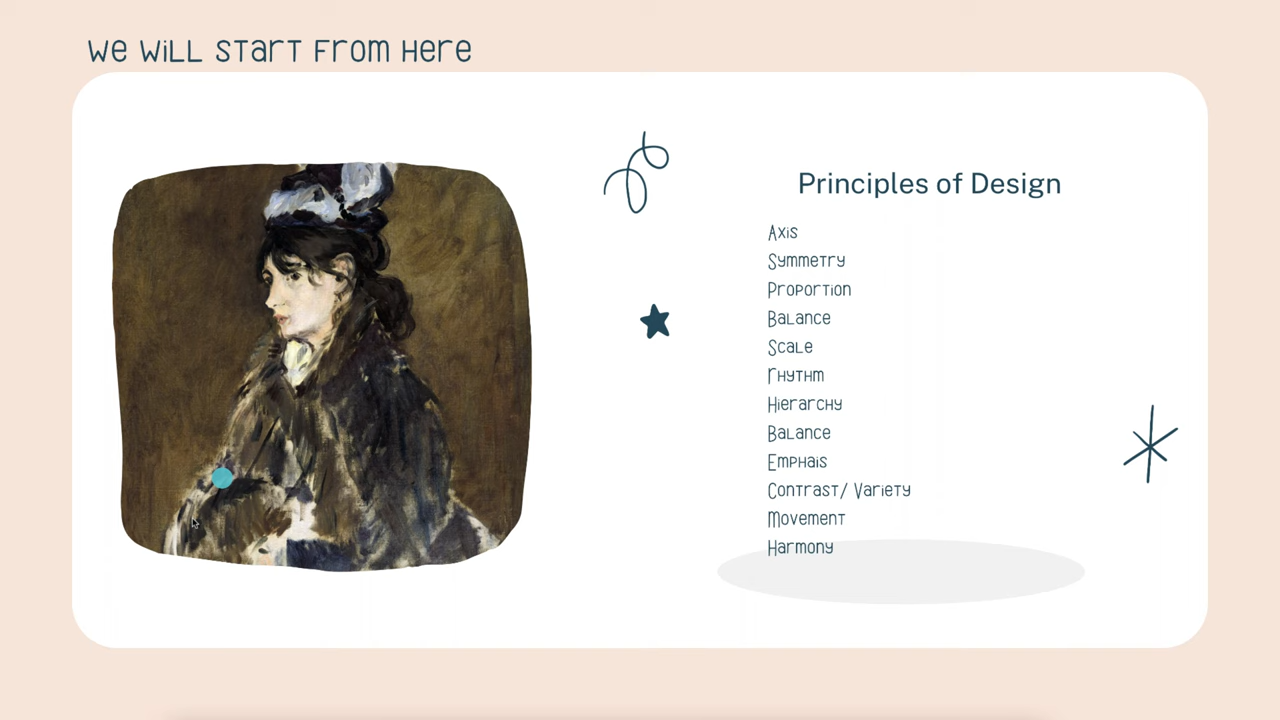 We will start from here
Principles of Design
Axis
Symmetry
Proportion
Balance
Scale
Rhythm
Hierarchy
Balance
Emphais
Contrast/ Variety
Movement
Harmony